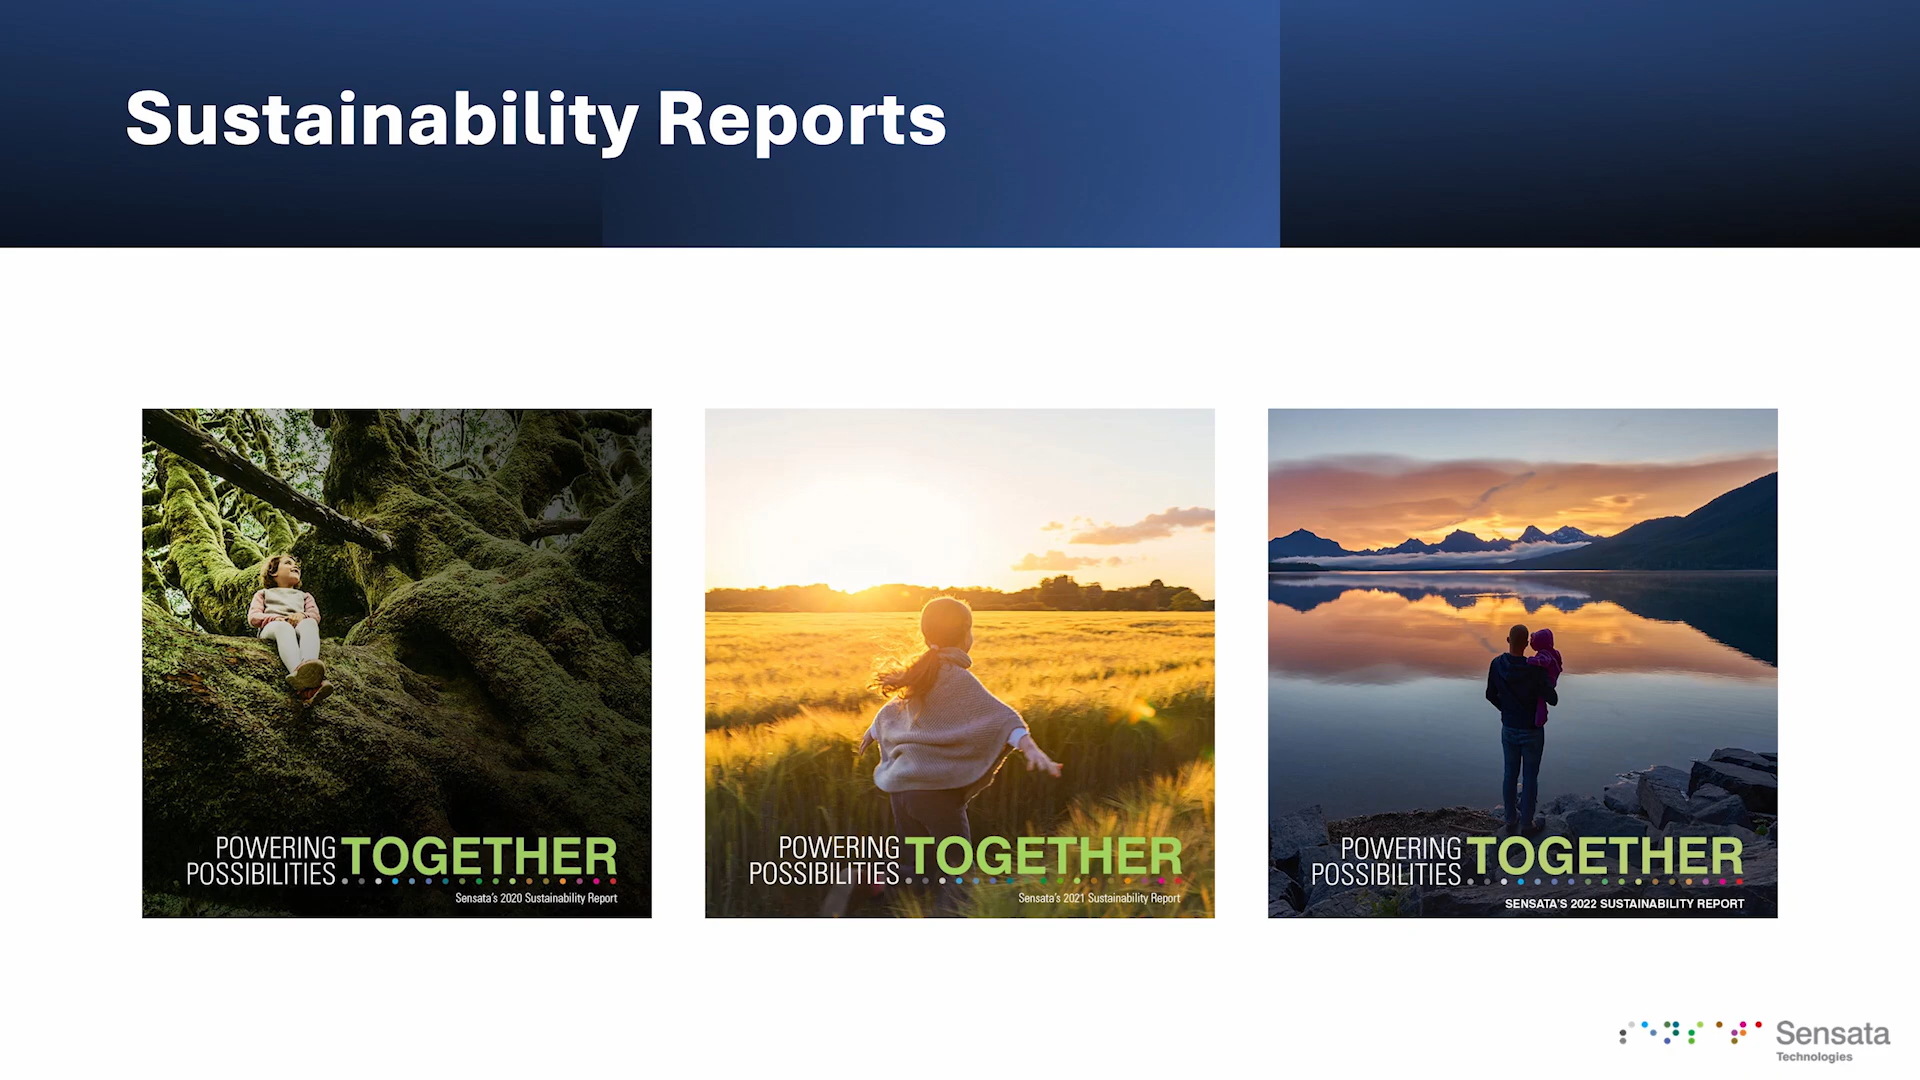 Sustainability Reports
POWERING
POSSIBILITIES
TOGETHER
Sensata's 2020 Sustainability Report
POWERING
POSSIBILITIES
TOGETHER
Sensata's 2021 Sustainability Report
POWERING
POSSIBILITIES
TOGETHER
SENSATA'S 2022 SUSTAINABILITY REPORT
Sensata
Technologies